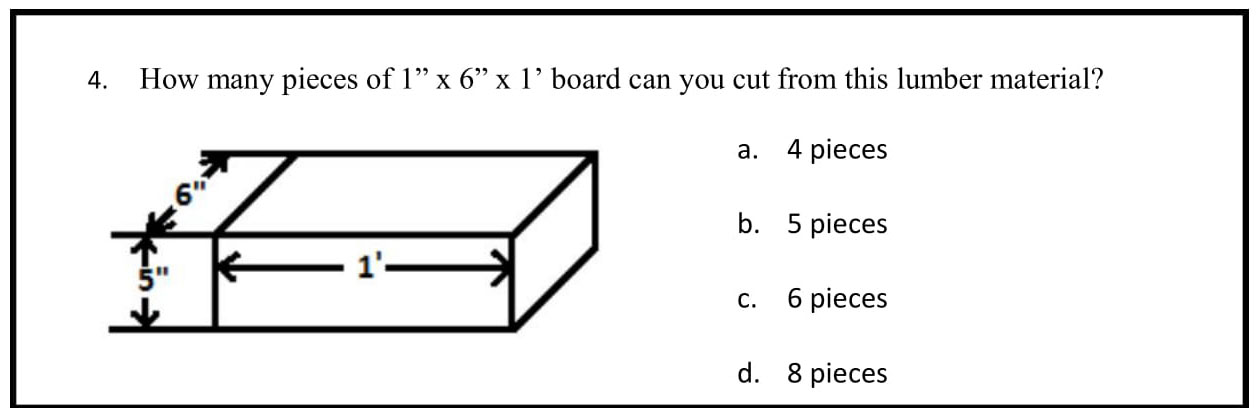 4. How many pieces of 1” x 6” x 1’ board can you cut from this lumber material?
a. 4 pieces
6"
b. 5 pieces
5"
1'
c. 6 pieces
d. 8 pieces